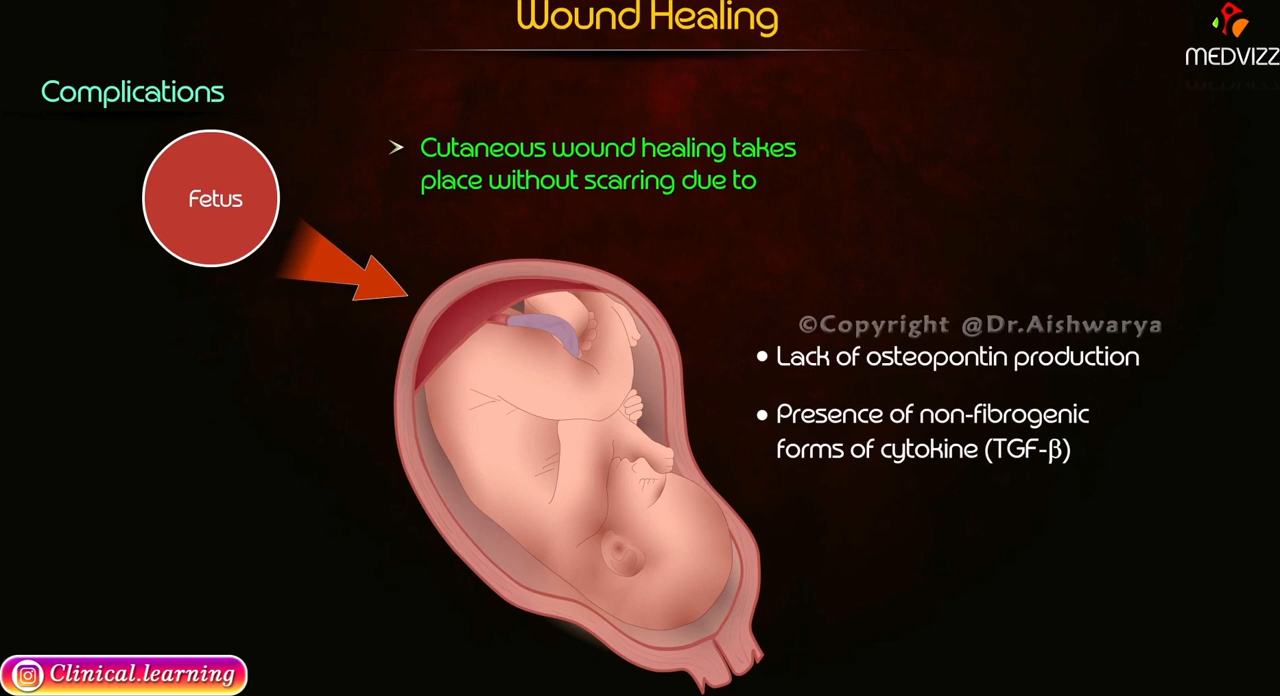 Wound Healing
MEDVIZZ
Complications
Fetus
➢ Cutaneous wound healing takes
place without scarring due to
©Copyright @Dr.Aishwarya
• Lack of osteopontin production
• Presence of non-fibrogenic
forms of cytokine (TGF-β)
Clinical.learning